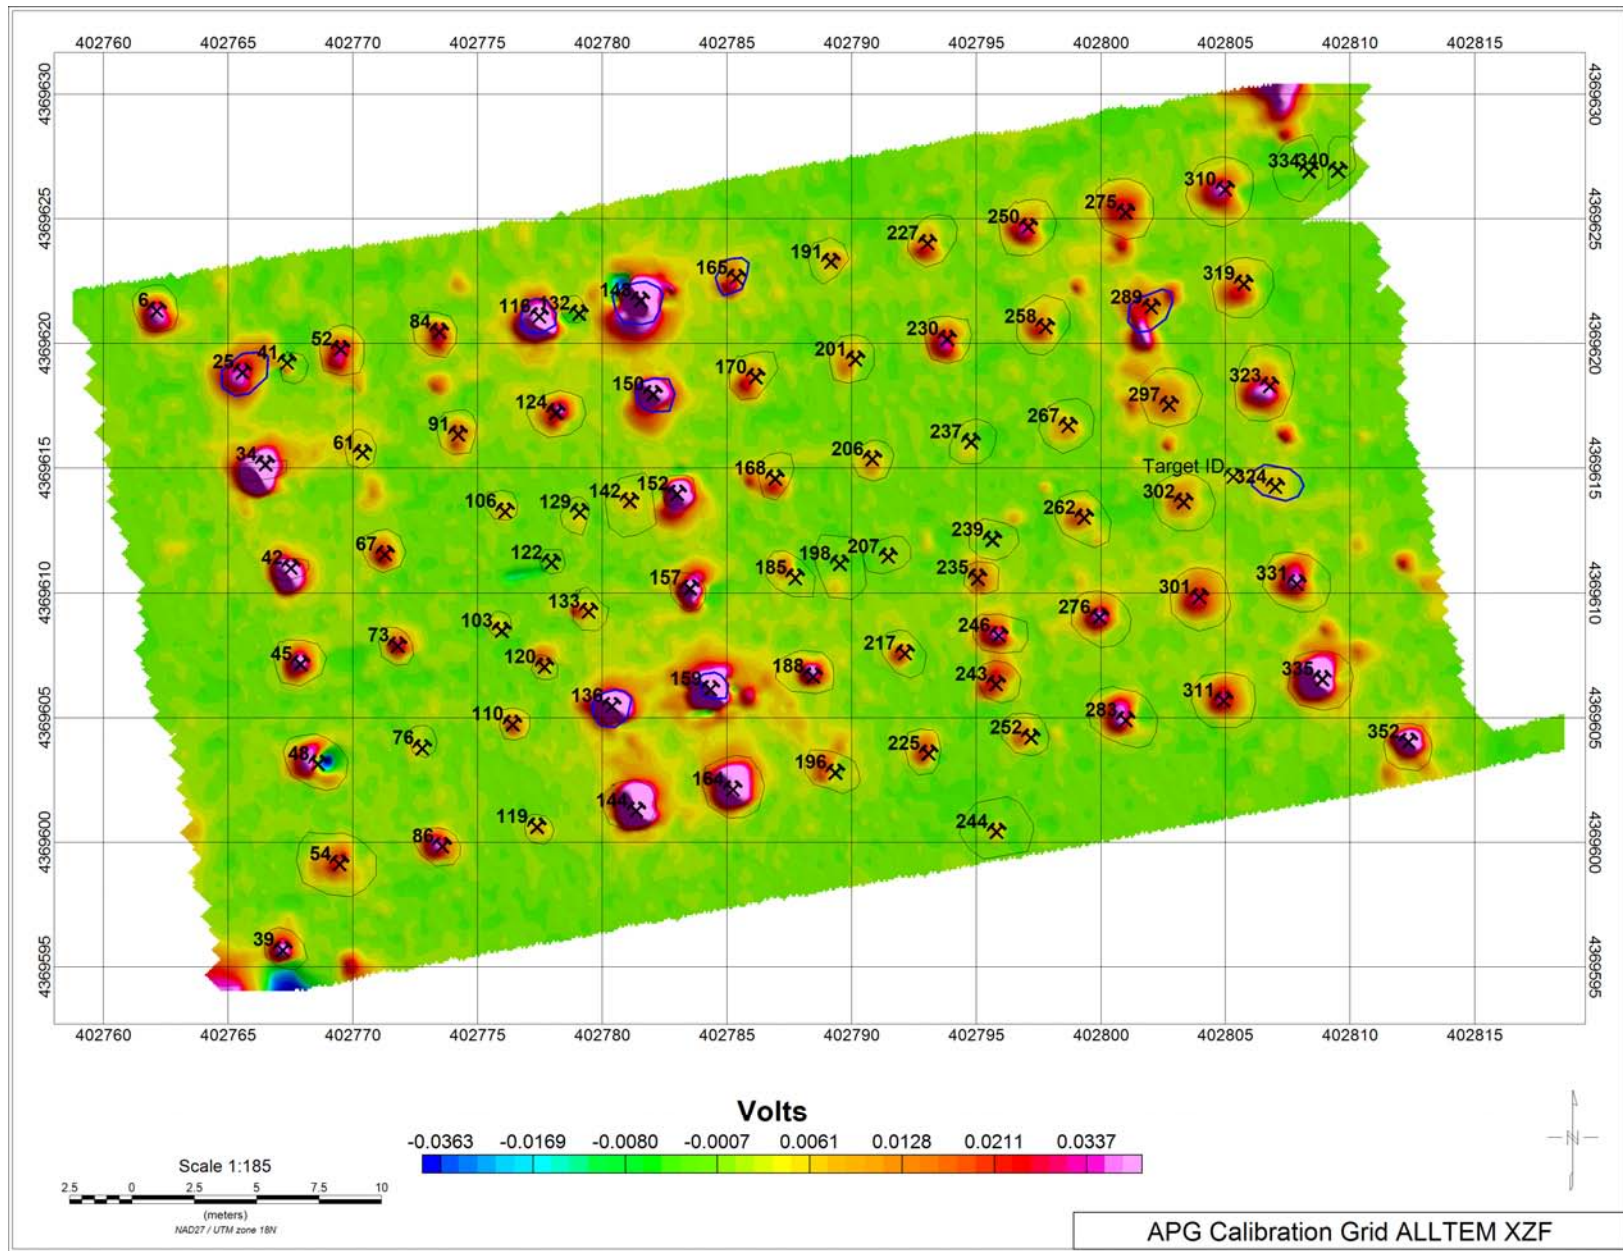 402760 402765 402770 402775 402780 402785 402790 402795 402800 402805 402810 402815
4369630 4369630
334 340
310
275
4369625 250 4369625
227
191
165 319
148 289
6 116 132
84 258
4369620 52 230 4369620
41 201
25 170 323
150 297
124
91 267
237
61 206
34 Target ID
4369615 168 324 4369615
152
142 302
106 129 262
239
67 207
42 122 198
185 235 331
4369610 157 301 4369610
133 276
103 246
73 217
45 120 188 335
159 243
136 311
110 283
4369605 76 225 252 352 4369605
48 196
164
144
119 244
4369600 86 4369600
54
39
4369595 4369595
402760 402765 402770 402775 402780 402785 402790 402795 402800 402805 402810 402815
Volts
-0.0363 -0.0169 -0.0080 -0.0007 0.0061 0.0128 0.0211 0.0337
Scale 1:185
2.5 0 2.5 5 7.5 10
(meters)
NAD27 / UTM zone 18N
N
APG Calibration Grid ALLTEM XZF